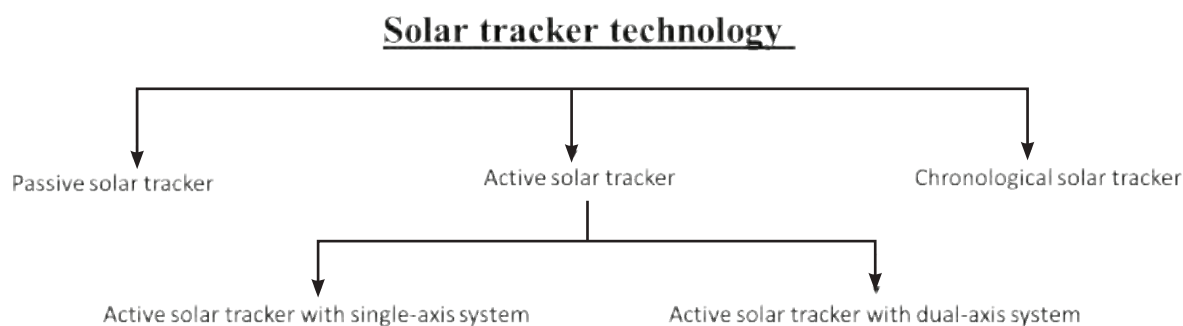 Solar tracker technology
Passive solar tracker
Active solar tracker
Chronological solar tracker
Active solar tracker with single-axis system
Active solar tracker with dual-axis system